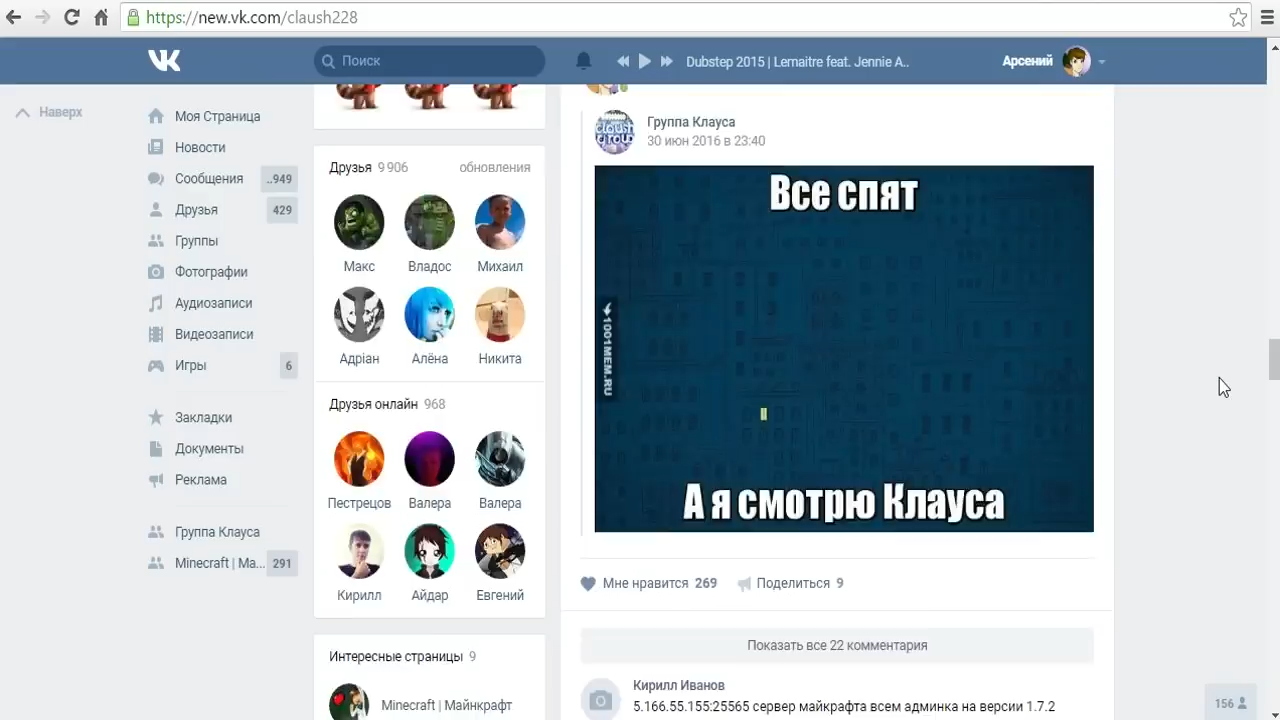 https://new.vk.com/claush228
Поиск
Dubstep 2015 | Lemaitre feat. Jennie A..
Арсений
Наверх
Моя Страница
Новости
Сообщения ..949
Друзья 429
Группы
Фотографии
Аудиозаписи
Видеозаписи
Игры 6
Закладки
Документы
Реклама
Группа Клауса
Minecraft | Ма... 291
Друзья 9 906 обновления
Макс Владос Михаил
Адріан Алёна Никита
Друзья онлайн 968
Пестрецов Валера Валера
Кирилл Айдар Евгений
Интересные страницы 9
Minecraft | Майнкрафт
Группа Клауса
30 июн 2016 в 23:40
Все спят
1001MEM.RU
А я смотрю Клауса
Мне нравится 269 Поделиться 9
Показать все 22 комментария
Кирилл Иванов
5.166.55.155:25565 сервер майкрафта всем админка на версии 1.7.2
156